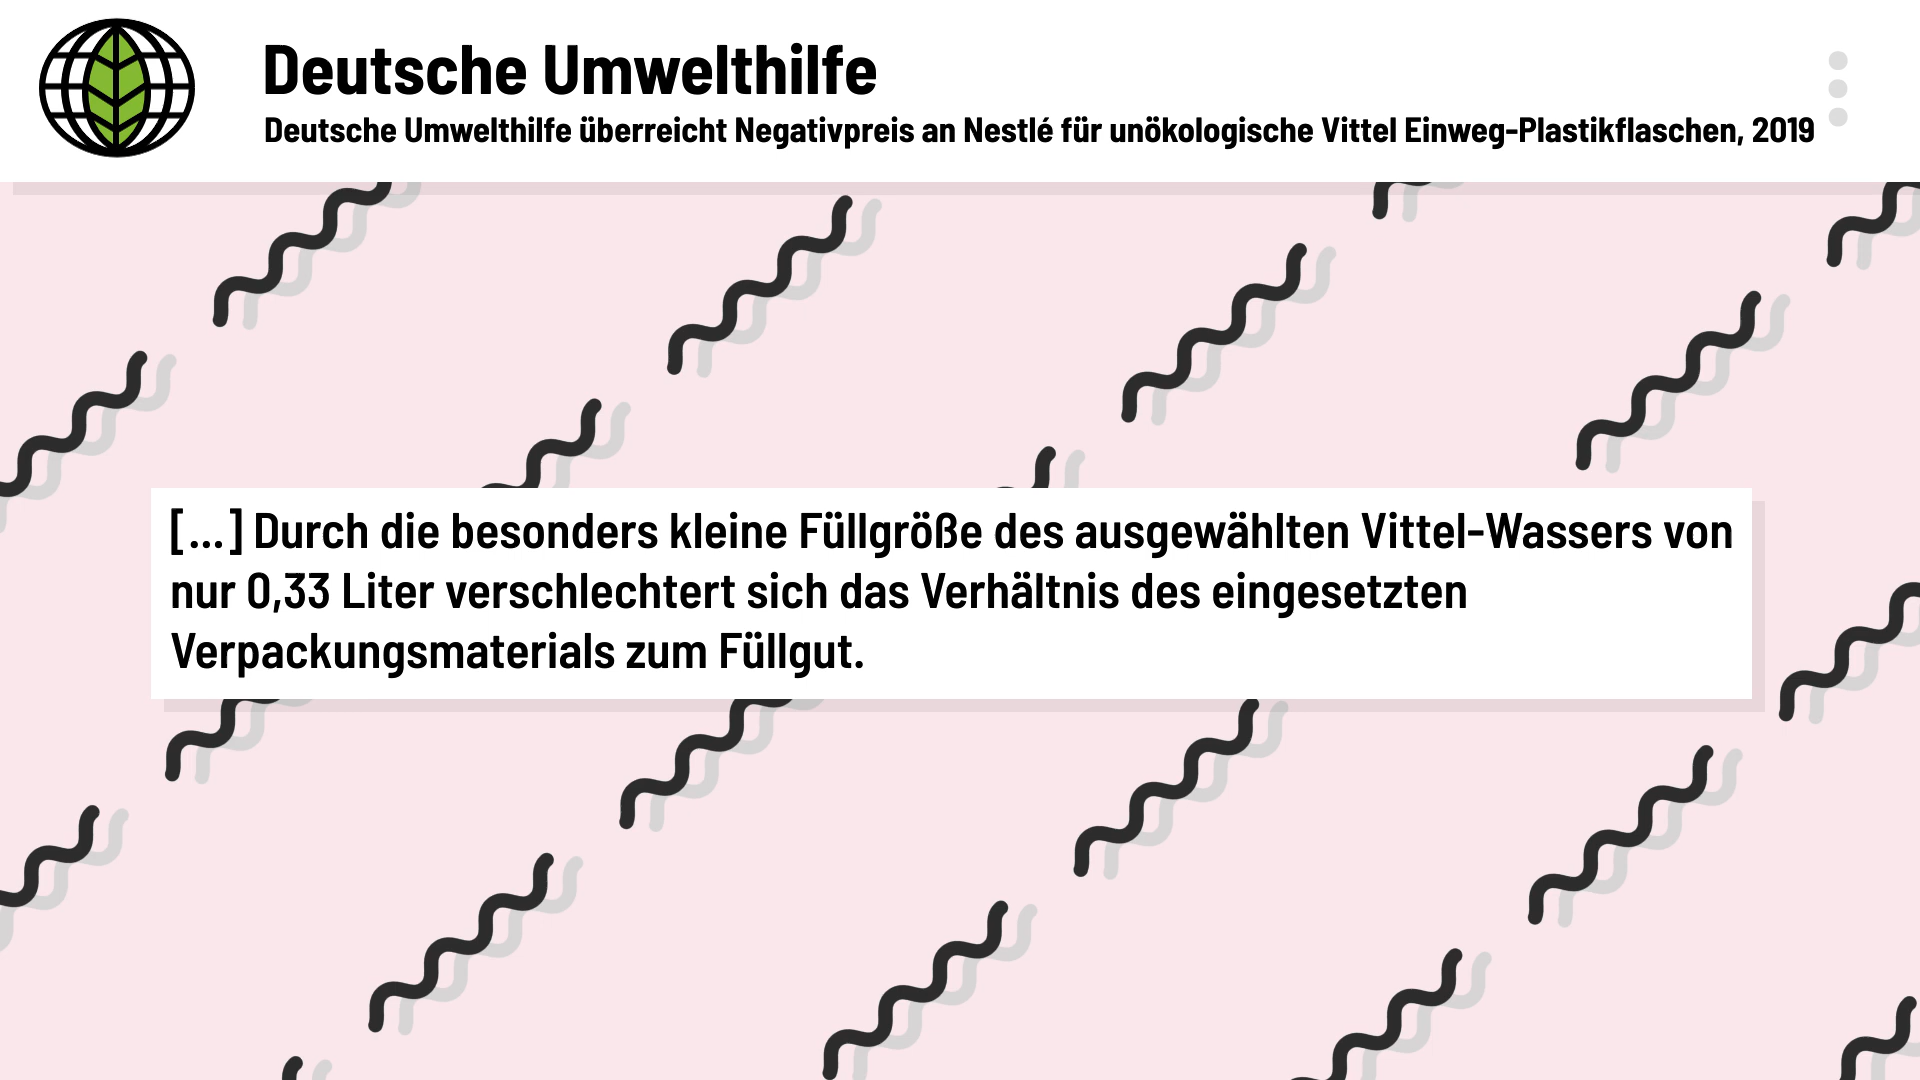 Deutsche Umwelthilfe
Deutsche Umwelthilfe überreicht Negativpreis an Nestlé für unökologische Vittel Einweg-Plastikflaschen, 2019
[...] Durch die besonders kleine Füllgröße des ausgewählten Vittel-Wassers von
nur 0,33 Liter verschlechtert sich das Verhältnis des eingesetzten
Verpackungsmaterials zum Füllgut.